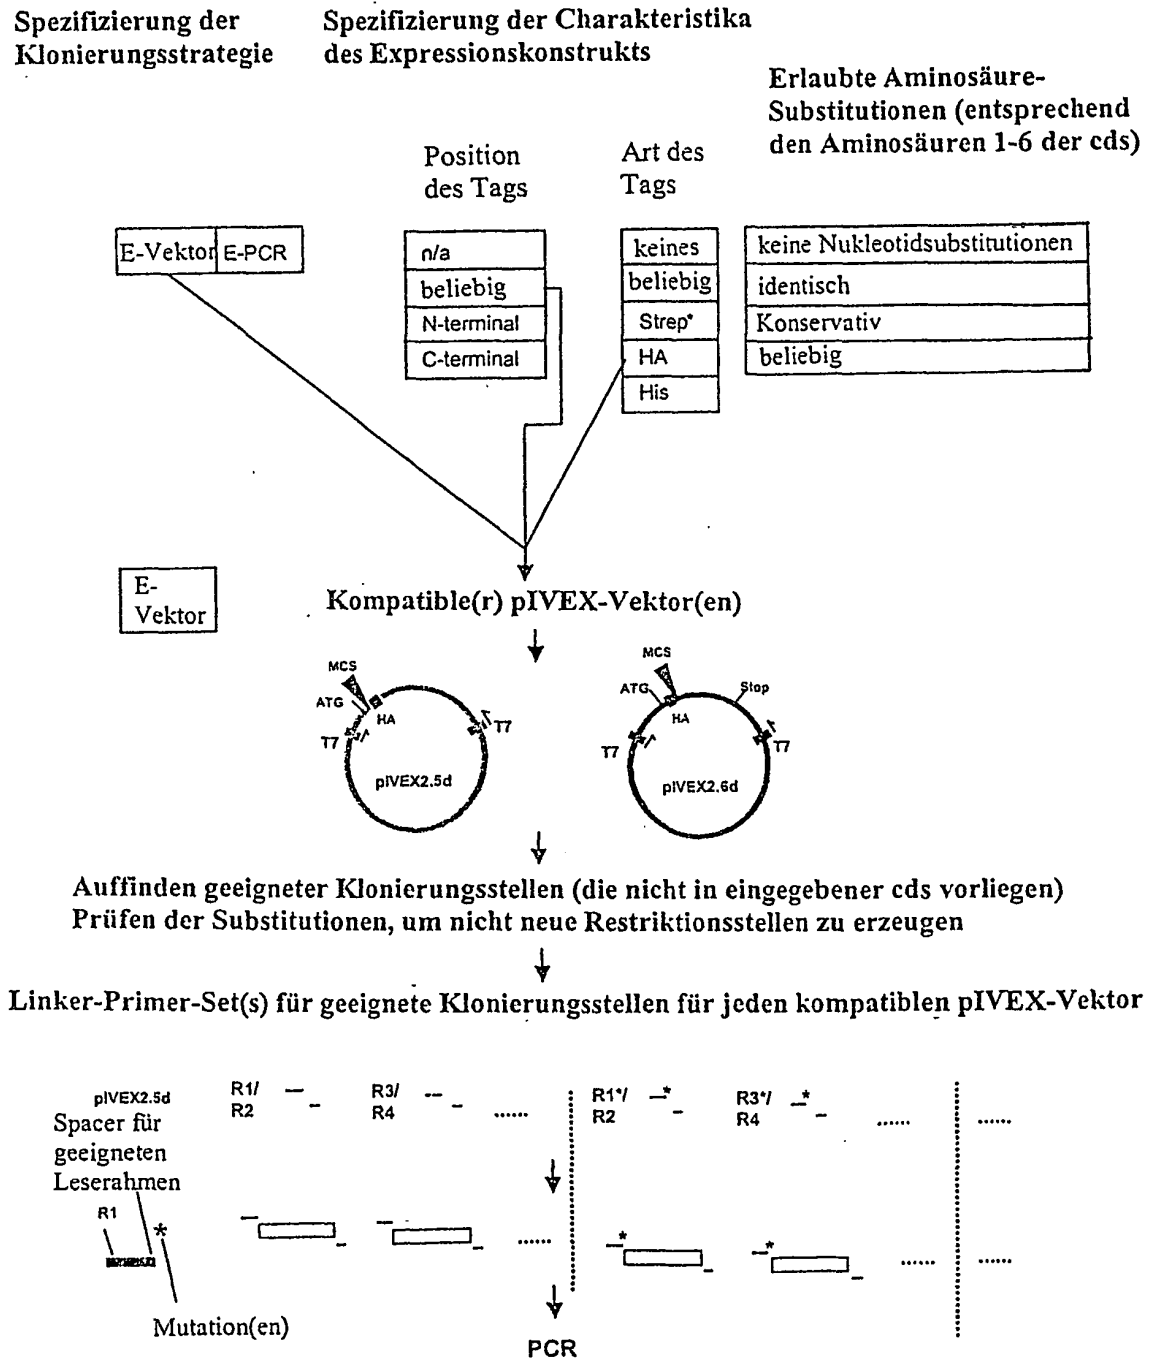 Spezifizierung der
Klonierungsstrategie
Spezifizierung der Charakteristika
des Expressionskonstrukts
Erlaubte Aminosäure-
Substitutionen (entsprechend
den Aminosäuren 1-6 der cds)
Position
des Tags
Art des
Tags
E-Vektor E-PCR
n/a
beliebig
N-terminal
C-terminal
keines
beliebig
Strep*
HA
His
keine Nukleotidsubstitutionen
identisch
Konservativ
beliebig
E-
Vektor
Kompatible(r) pIVEX-Vektor(en)
MCS
ATG
HA
T7
T7
pIVEX2.5d
MCS
ATG
Stop
HA
T7
T7
pIVEX2.6d
Auffinden geeigneter Klonierungsstellen (die nicht in eingegebener cds vorliegen)
Prüfen der Substitutionen, um nicht neue Restriktionsstellen zu erzeugen
Linker-Primer-Set(s) für geeignete Klonierungsstellen für jeden kompatiblen pIVEX-Vektor
pIVEX2.5d
R1/
R2
R3/
R4
......
R1*/
R2
*
R3*/
R4
*
......
......
Spacer für
geeigneten
Leserahmen
R1
*
......
*
*
......
......
Mutation(en)
PCR